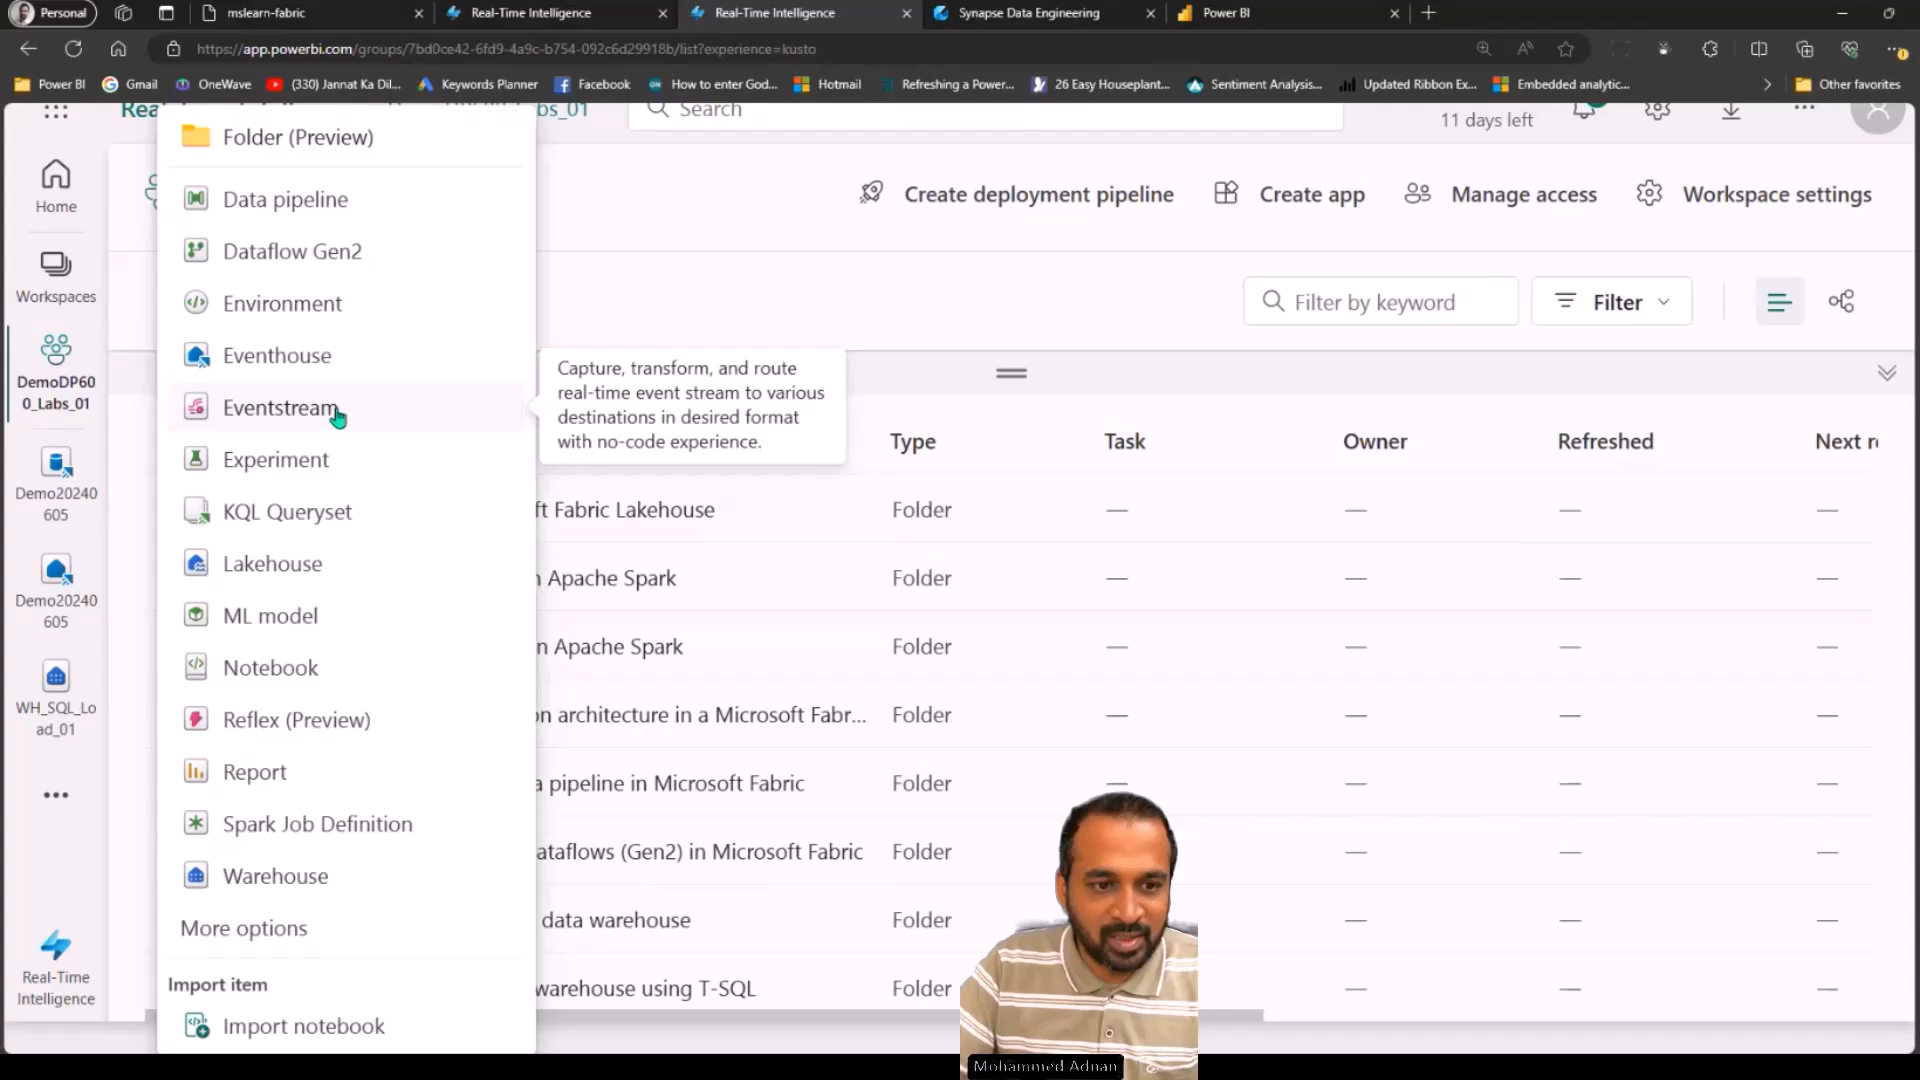 Personal
mslearn-fabric
Real-Time Intelligence
Real-Time Intelligence
Synapse Data Engineering
Power BI
https://app.powerbi.com/groups/7bd0ce42-6fd9-4a9c-b754-092c6d29918b/list?experience=kusto
Power BI
Gmail
OneWave
(330) Jannat Ka Dil...
Keywords Planner
Facebook
How to enter God...
Hotmail
Refreshing a Power...
26 Easy Houseplant...
Sentiment Analysis...
Updated Ribbon Ex...
Embedded analytic...
Other favorites
Search
11 days left
Home
Workspaces
DemoDP60
0_Labs_01
Demo20240
605
Demo20240
605
WH_SQL_Lo
ad_01
Real-Time
Intelligence
Folder (Preview)
Data pipeline
Dataflow Gen2
Environment
Eventhouse
Eventstream
Experiment
KQL Queryset
Lakehouse
ML model
Notebook
Reflex (Preview)
Report
Spark Job Definition
Warehouse
More options
Import item
Import notebook
Capture, transform, and route
real-time event stream to various
destinations in desired format
with no-code experience.
Create deployment pipeline
Create app
Manage access
Workspace settings
Filter by keyword
Filter
Type
Task
Owner
Refreshed
Next r
ft Fabric Lakehouse
Folder
— — — —
n Apache Spark
Folder
— — — —
n Apache Spark
Folder
— — — —
on architecture in a Microsoft Fabr...
Folder
— — — —
a pipeline in Microsoft Fabric
Folder
— — — —
ataflows (Gen2) in Microsoft Fabric
Folder
— — —
data warehouse
Folder
— — —
warehouse using T-SQL
Folder
— — —
Mohammed Adnan